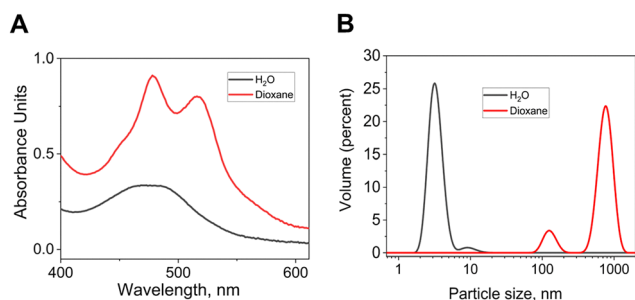 A
1.0
0.5
0.0
400
500
600
Absorbance Units
Wavelength, nm
H₂O
Dioxane
B
30
25
20
15
10
5
0
1
10
100
1000
Volume (percent)
Particle size, nm
H₂O
Dioxane